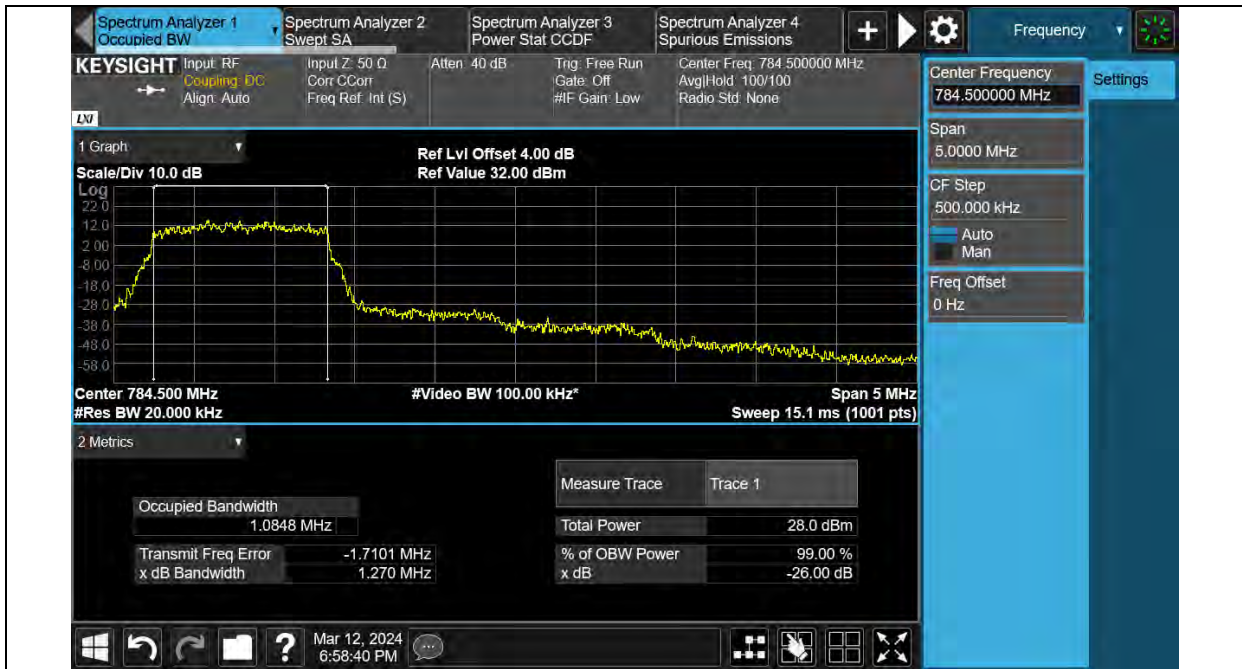 Spectrum Analyzer 1
Occupied BW
Spectrum Analyzer 2
Swept SA
Spectrum Analyzer 3
Power Stat CCDF
Spectrum Analyzer 4
Spurious Emissions
+
Frequency
KEYSIGHT
LXI
Input: RF
Coupling: DC
Align: Auto
Input Z: 50 Ω
Corr CCorr
Freq Ref: Int (S)
Atten: 40 dB
Trig: Free Run
Gate: Off
#IF Gain: Low
Center Freq: 784.500000 MHz
Avg|Hold: 100/100
Radio Std: None
1 Graph
Scale/Div 10.0 dB
Ref Lvl Offset 4.00 dB
Ref Value 32.00 dBm
Log
22.0
12.0
2.00
-8.00
-18.0
-28.0
-38.0
-48.0
-58.0
Center 784.500 MHz
#Res BW 20.000 kHz
#Video BW 100.00 kHz*
Span 5 MHz
Sweep 15.1 ms (1001 pts)
2 Metrics
Measure Trace Trace 1
Occupied Bandwidth
1.0848 MHz
Total Power 28.0 dBm
Transmit Freq Error -1.7101 MHz
% of OBW Power 99.00 %
x dB Bandwidth 1.270 MHz
x dB -26.00 dB
?
Mar 12, 2024
6:58:40 PM
Center Frequency
784.500000 MHz
Span
5.0000 MHz
CF Step
500.000 kHz
Auto
Man
Freq Offset
0 Hz
Settings